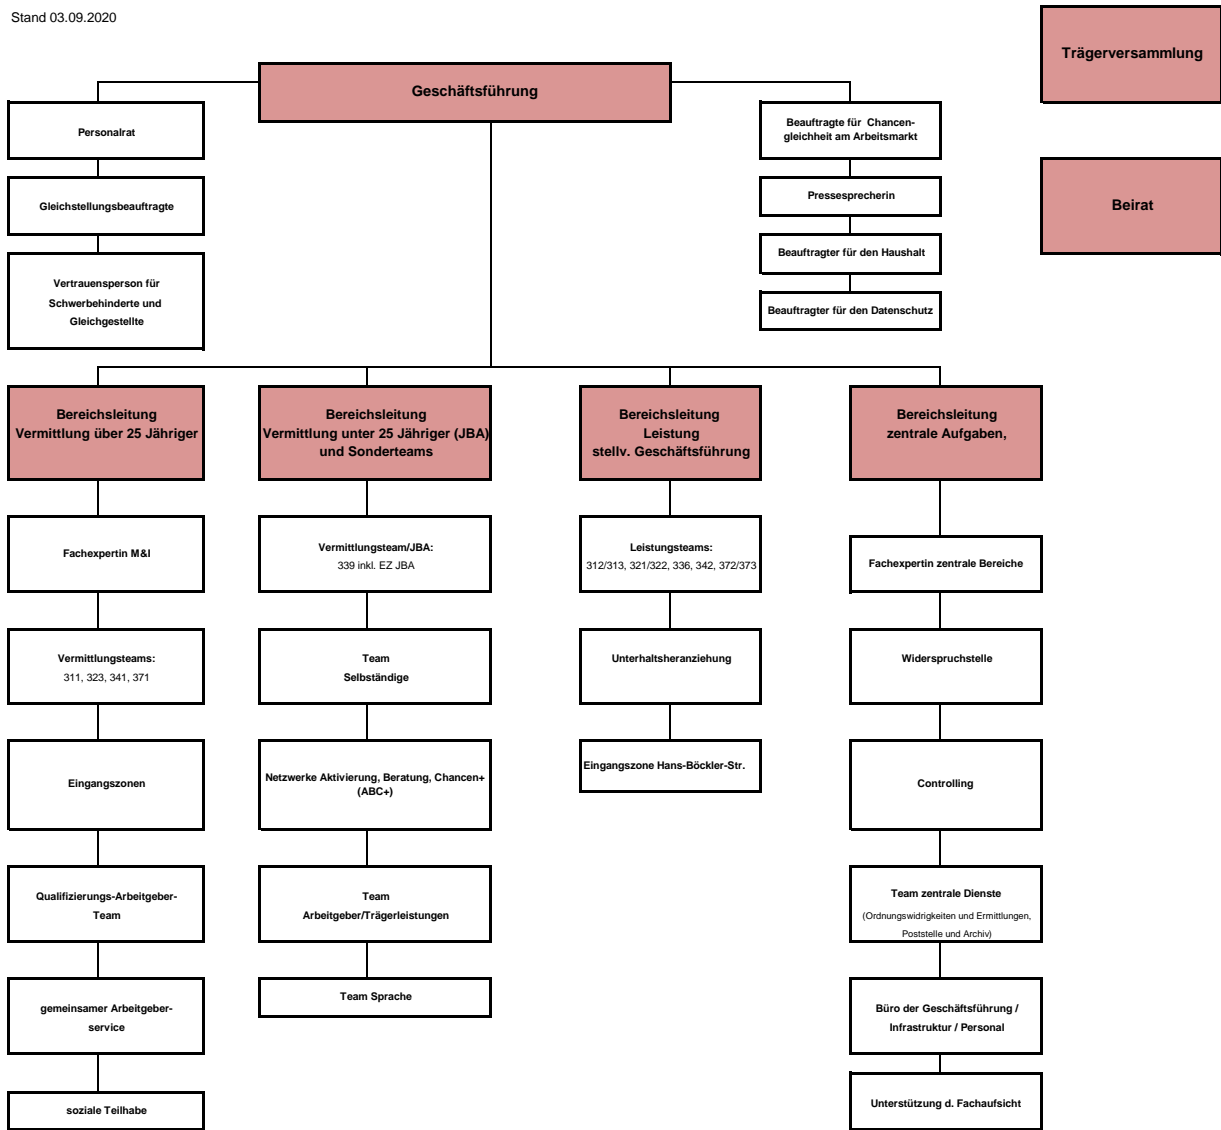 Stand 03.09.2020
Trägerversammlung
Geschäftsführung
Personalrat
Gleichstellungsbeauftragte
Vertrauensperson für
Schwerbehinderte und
Gleichgestellte
Beauftragte für Chancen-
gleichheit am Arbeitsmarkt
Pressesprecherin
Beauftragter für den Haushalt
Beauftragter für den Datenschutz
Beirat
Bereichsleitung
Vermittlung über 25 Jähriger
Fachexpertin M&I
Vermittlungsteams:
311, 323, 341, 371
Eingangszonen
Qualifizierungs-Arbeitgeber-
Team
gemeinsamer Arbeitgeber-
service
soziale Teilhabe
Bereichsleitung
Vermittlung unter 25 Jähriger (JBA)
und Sonderteams
Vermittlungsteam/JBA:
339 inkl. EZ JBA
Team
Selbständige
Netzwerke Aktivierung, Beratung, Chancen+
(ABC+)
Team
Arbeitgeber/Trägerleistungen
Team Sprache
Bereichsleitung
Leistung
stellv. Geschäftsführung
Leistungsteams:
312/313, 321/322, 336, 342, 372/373
Unterhaltsheranziehung
Eingangszone Hans-Böckler-Str.
Bereichsleitung
zentrale Aufgaben,
Fachexpertin zentrale Bereiche
Widerspruchstelle
Controlling
Team zentrale Dienste
(Ordnungswidrigkeiten und Ermittlungen,
Poststelle und Archiv)
Büro der Geschäftsführung /
Infrastruktur / Personal
Unterstützung d. Fachaufsicht